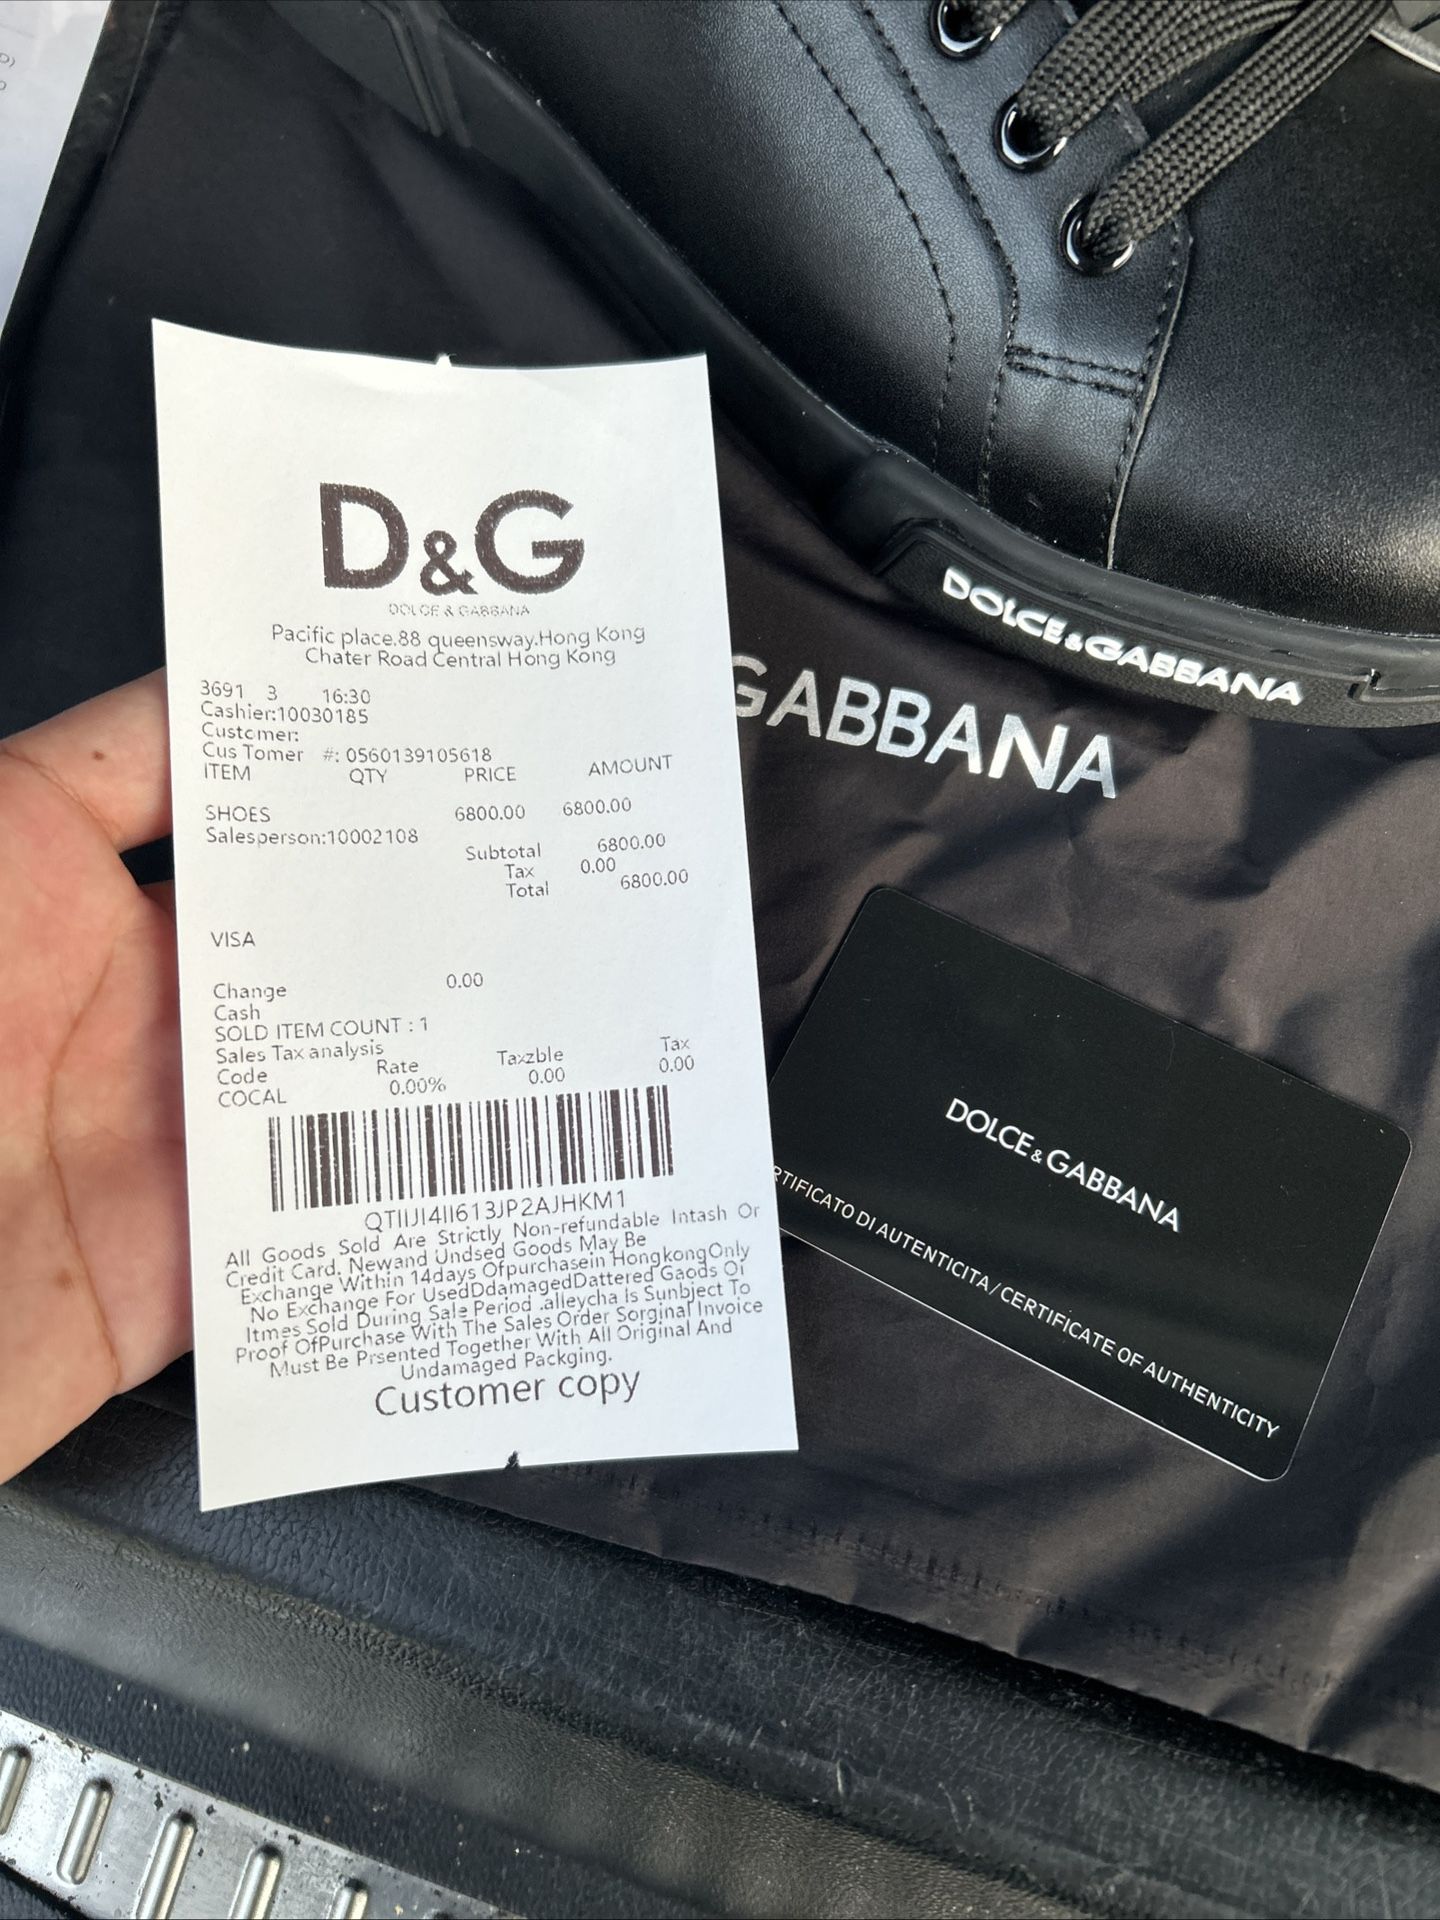 D&G
DOLCE & GABBANA
Pacific place.88 queensway.Hong Kong
Chater Road Central Hong Kong
3691 3 16:30
Cashier:10030185
Customer:
Cus Tomer #: 0560139105618
ITEM QTY PRICE AMOUNT
SHOES 6800.00 6800.00
Salesperson:10002108
Subtotal 6800.00
Tax 0.00
Total 6800.00
VISA
Change 0.00
Cash
SOLD ITEM COUNT : 1
Sales Tax analysis
Code Rate Taxzble Tax
COCAL 0.00% 0.00 0.00
QTIIJI4II613JP2AJHKM1
All Goods Sold Are Strictly Non-refundable Intash Or
Credit Card. Newand Undsed Goods May Be
Exchange Within 14days Ofpurchasein HongkongOnly
No Exchange For UsedDdamagedDattered Gaods Of
Itmes Sold During Sale Period .alleycha is Sunbject To
Proof OfPurchase With The Sales Order Sorginal Invoice
Must Be Prsented Together With All Original And
Undamaged Packging.
Customer copy
DOLCE&GABBANA
GABBANA
DOLCE&GABBANA
RTIFICATO DI AUTENTICITA/CERTIFICATE OF AUTHENTICITY